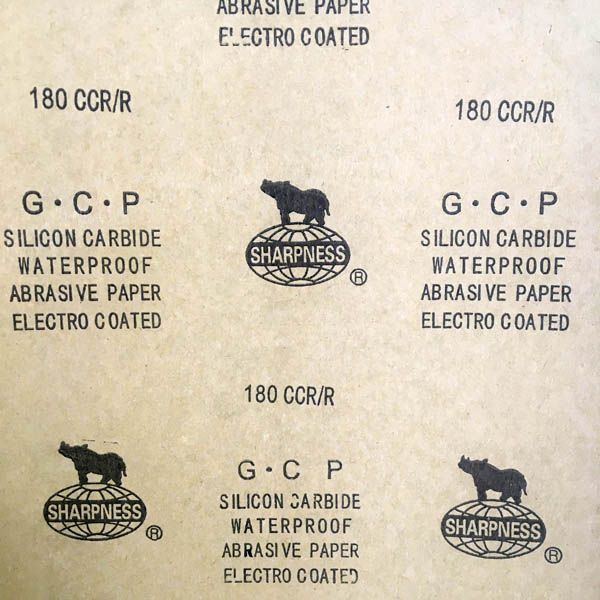 ABRASIVE PAPER
ELECTRO COATED
180 CCR/R
180 CCR/R
G·C·P
SILICON CARBIDE
WATERPROOF
ABRASIVE PAPER
ELECTRO COATED
SHARPNESS
®
G·C·P
SILICON CARBIDE
WATERPROOF
ABRASIVE PAPER
ELECTRO COATED
180 CCR/R
SHARPNESS
®
G·C P
SILICON CARBIDE
WATERPROOF
ABRASIVE PAPER
ELECTRO COATED
SHARPNESS
®